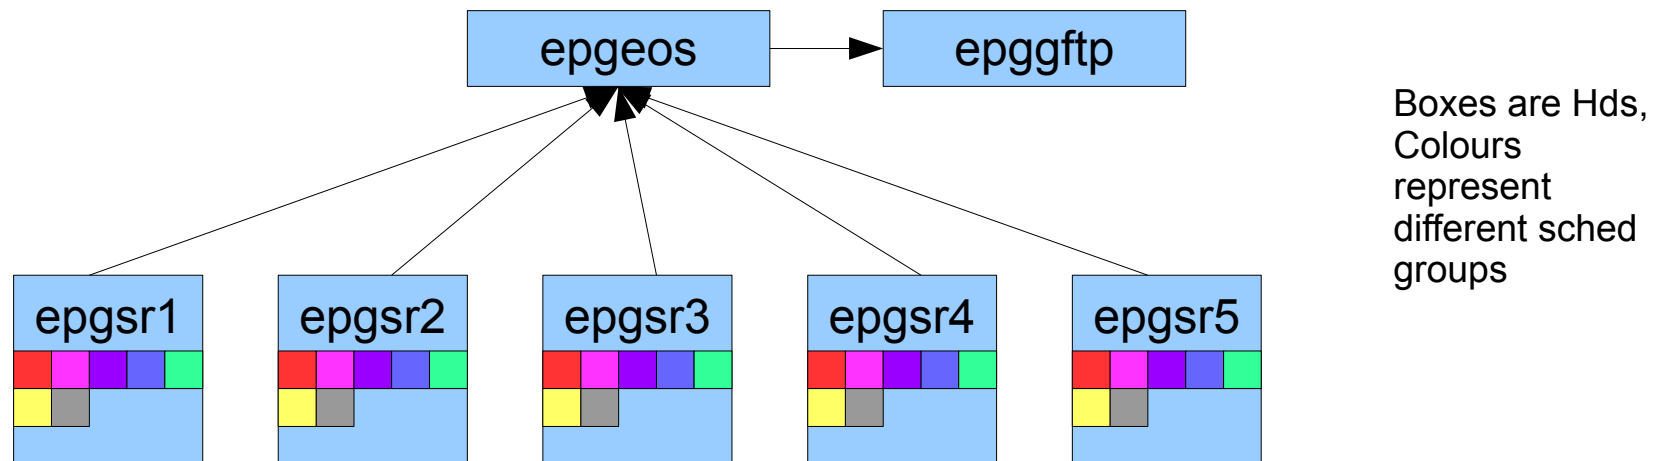 epgeos
epggftp
Boxes are Hds,
Colours
represent
different sched
groups
epgsr1
epgsr2
epgsr3
epgsr4
epgsr5